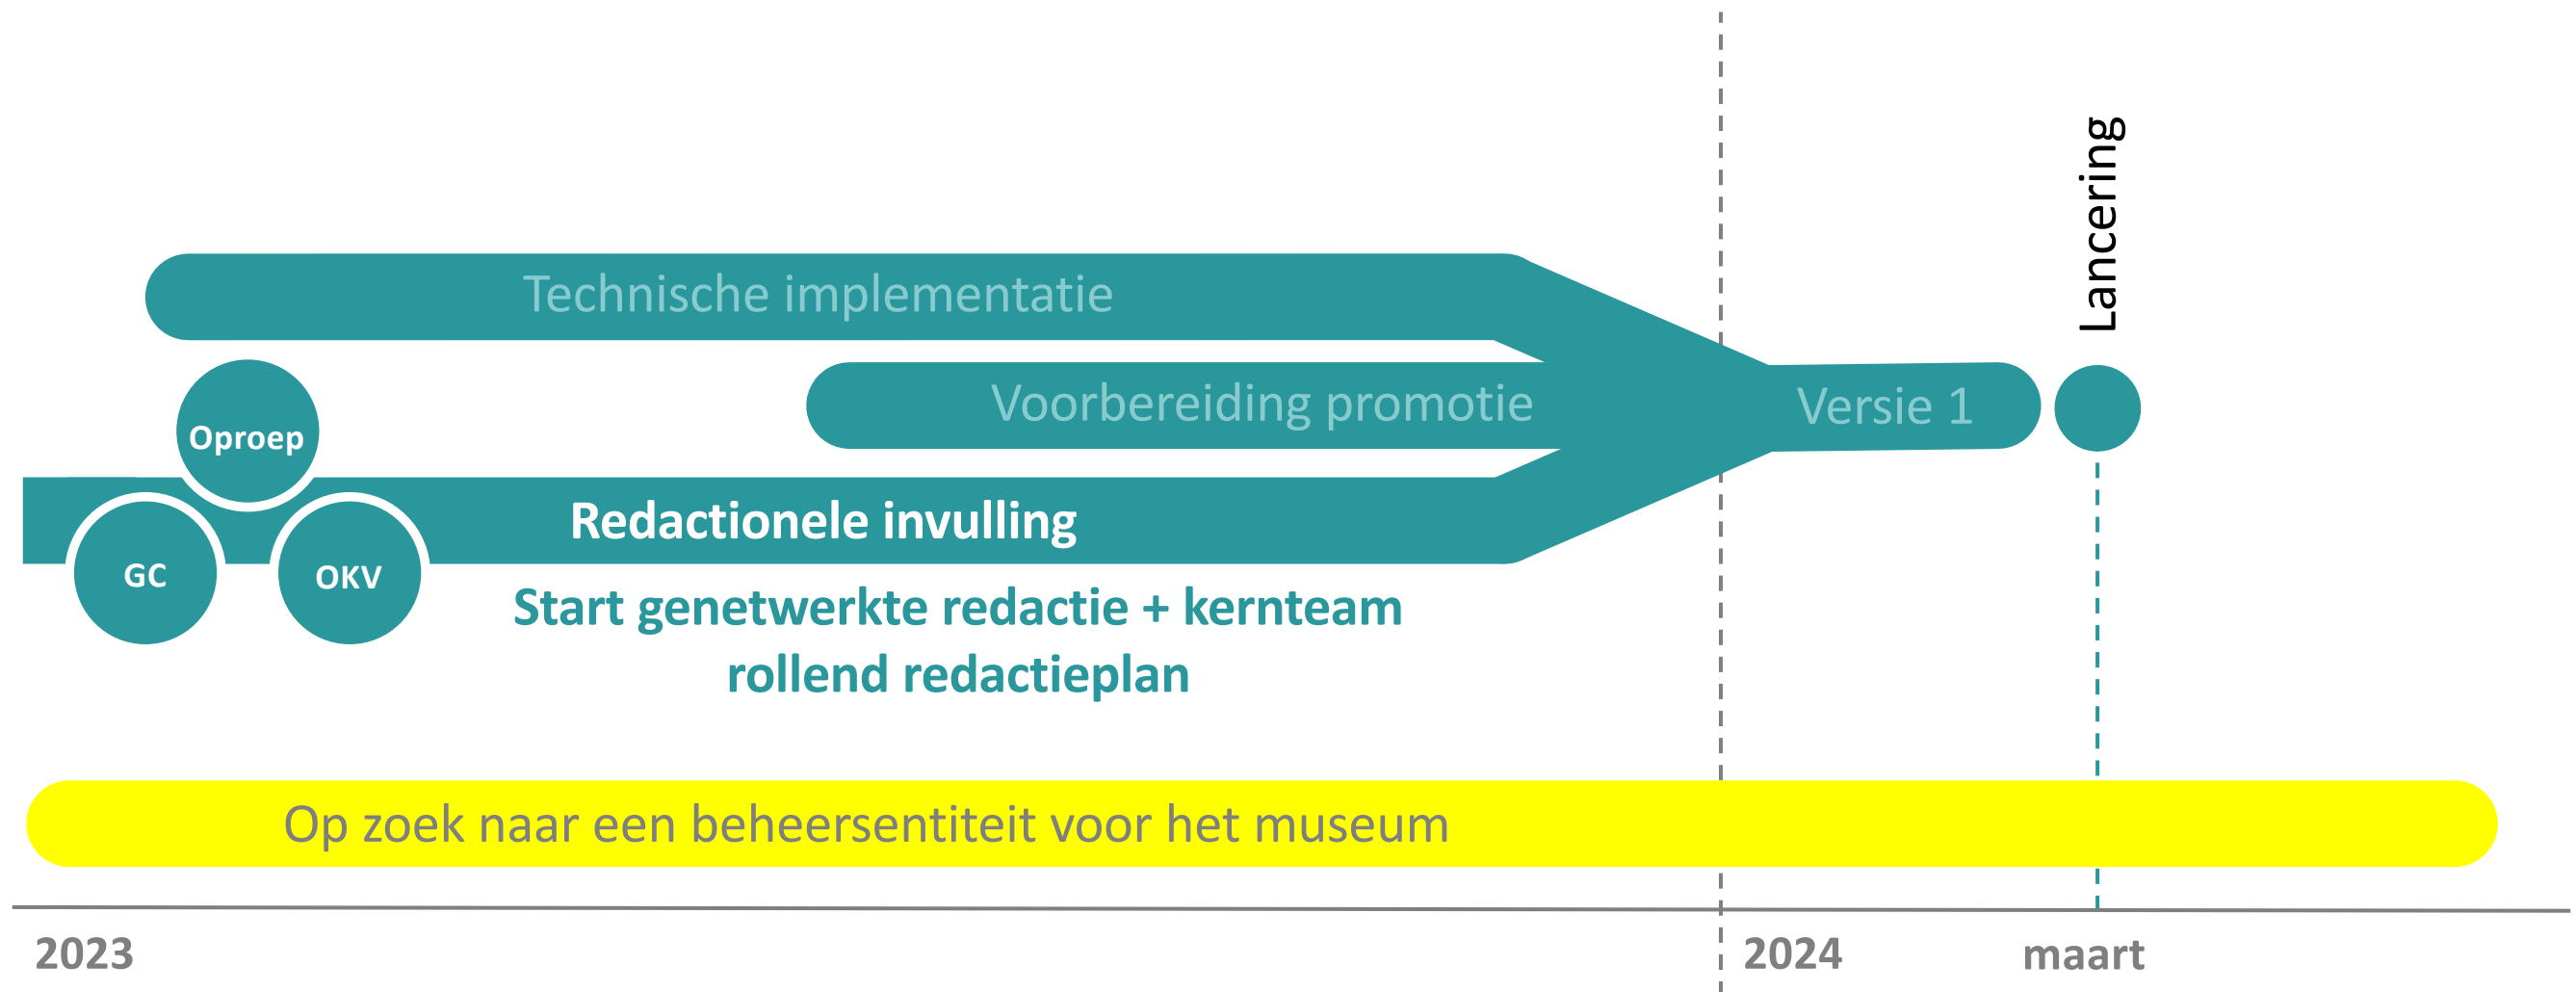 Lancering
Technische implementatie
Voorbereiding promotie
Versie 1
Oproep
Redactionele invulling
GC
OKV
Start genetwerkte redactie + kernteam
rollend redactieplan
Op zoek naar een beheersentiteit voor het museum
2023
2024
maart